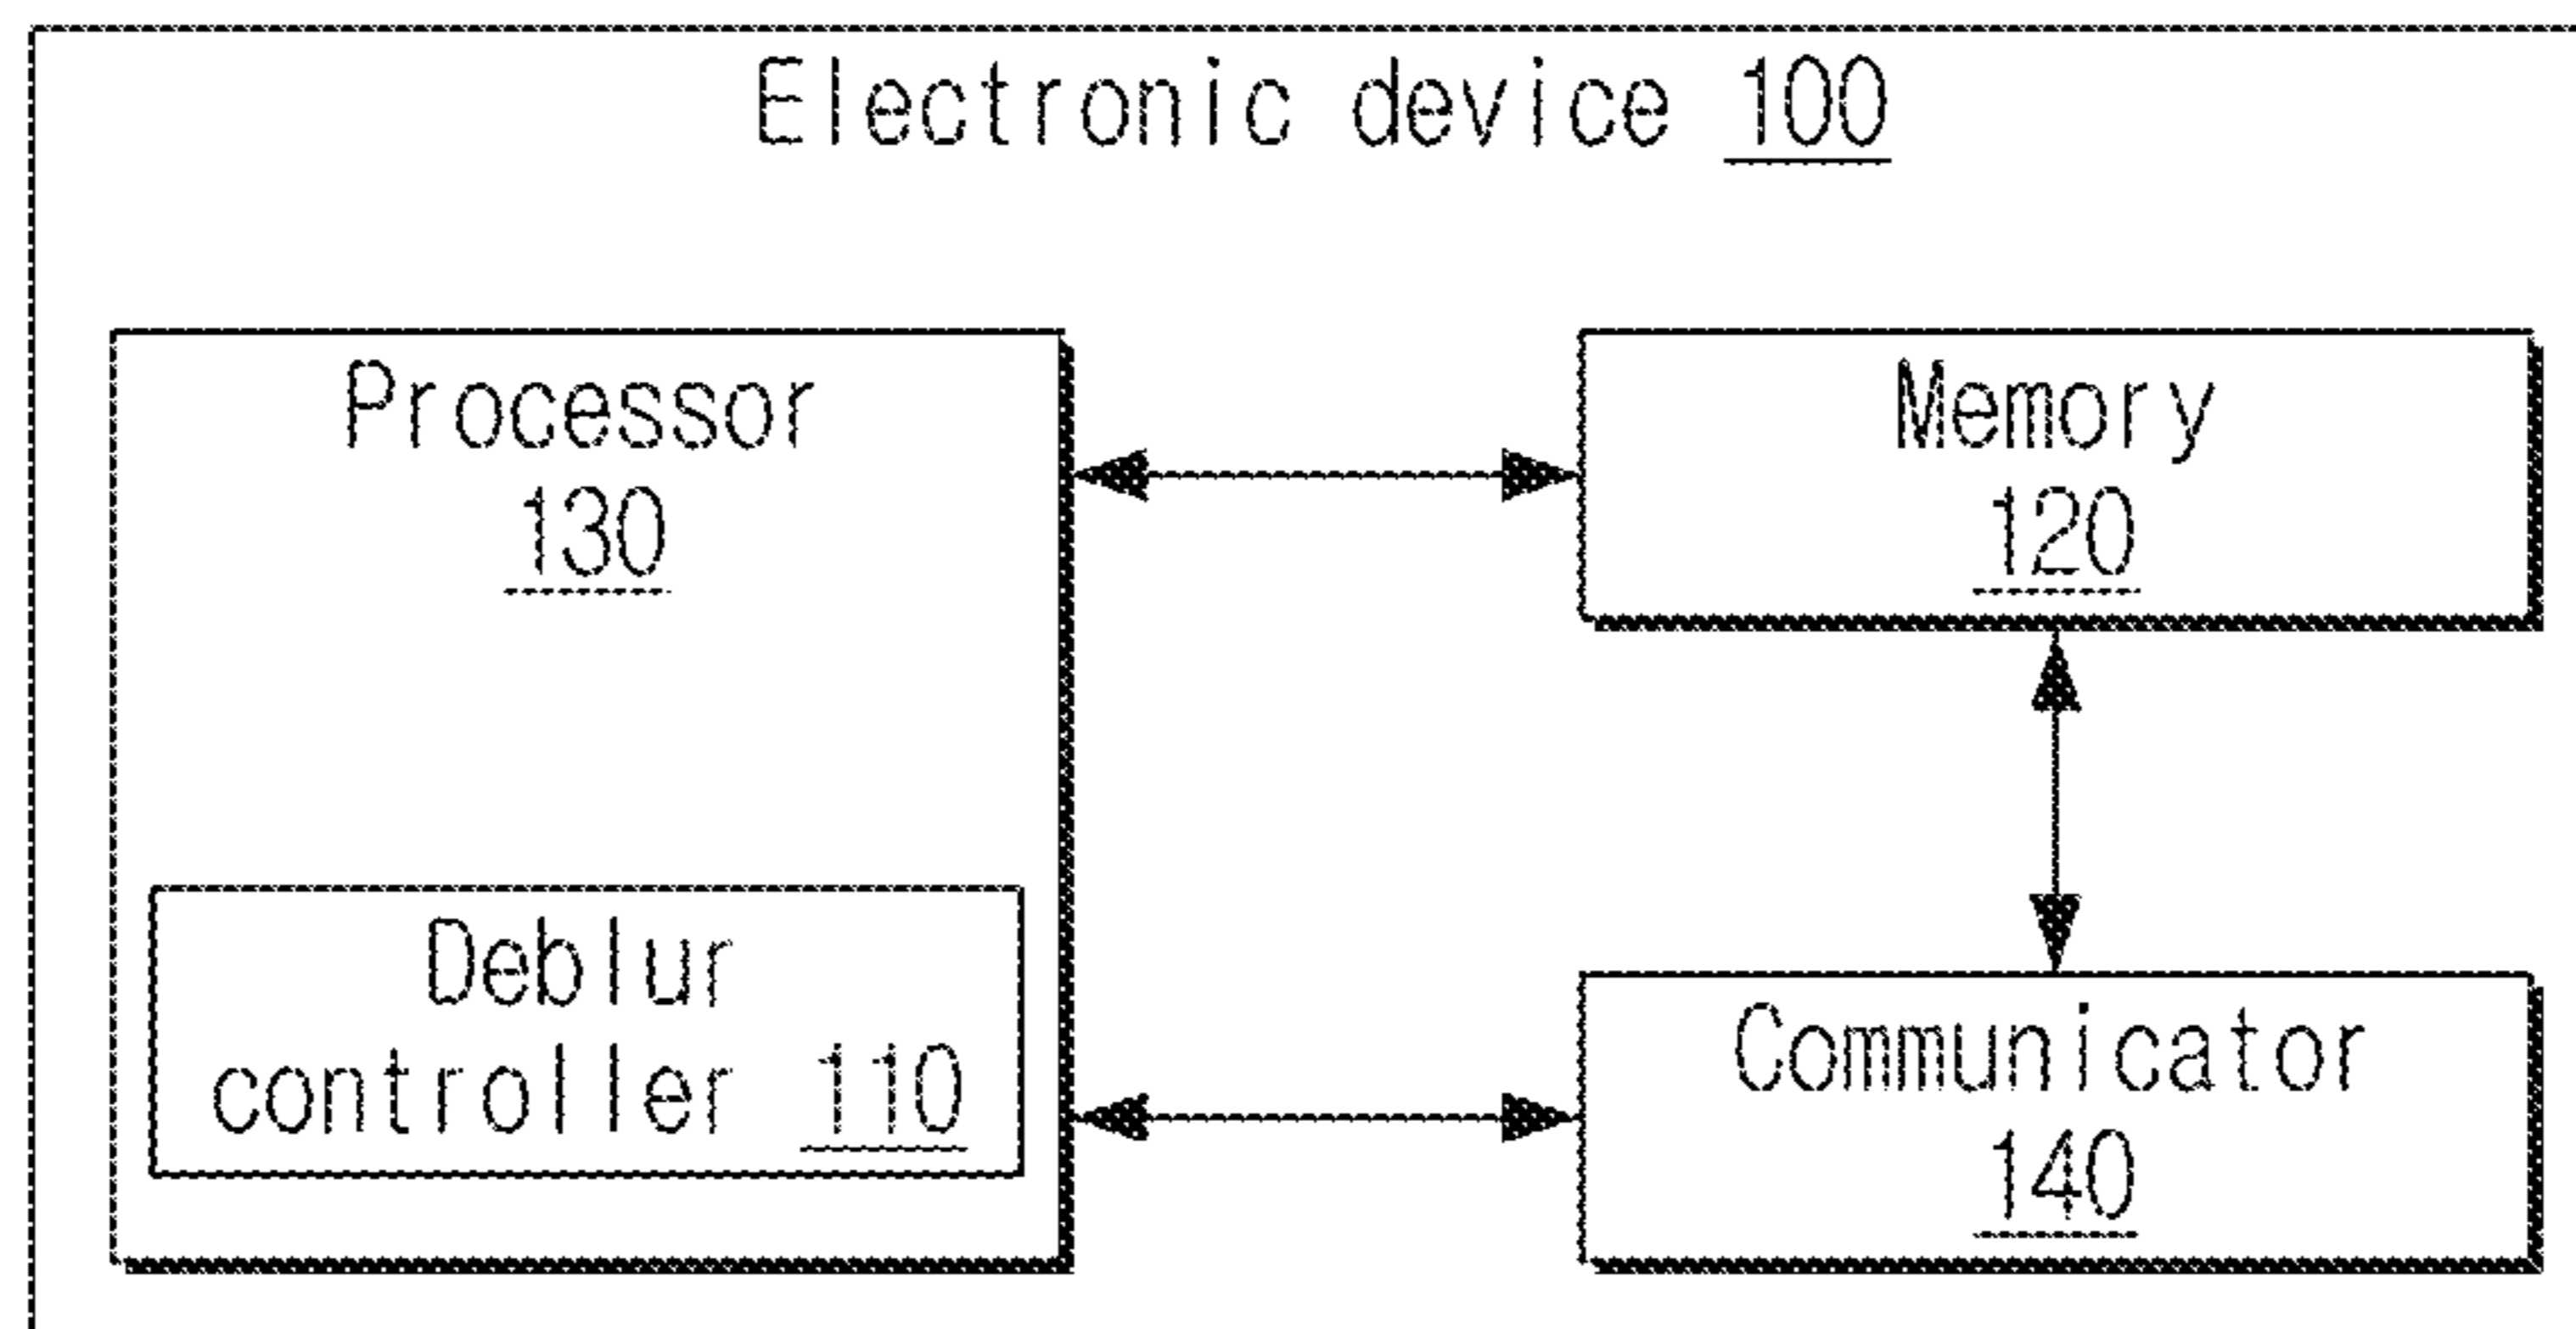 Electronic device 100
Processor
130
Memory
120
Deblur
controller 110
Communicator
140